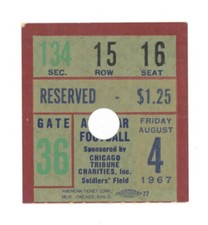 134 15 16
SEC. ROW SEAT
RESERVED - $1.25
GATE FRIDAY AUGUST
36 4
FOOTBALL
Sponsored by
CHICAGO
TRIBUNE
CHARITIES, Inc.
Soldiers' Field 1967